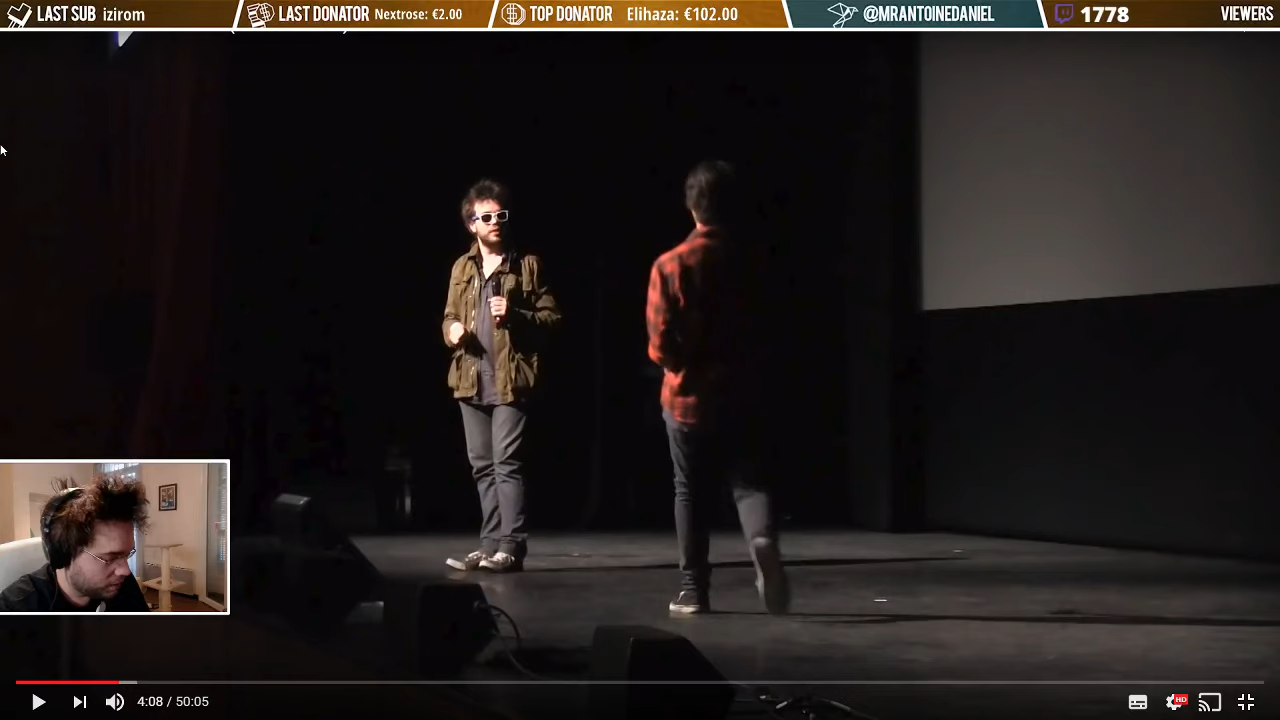 LAST SUB izirom
LAST DONATOR Nextrose: €2.00
TOP DONATOR Elihaza: €102.00
@MRANTOINEDANIEL
1778 VIEWERS
4:08 / 50:05
HD